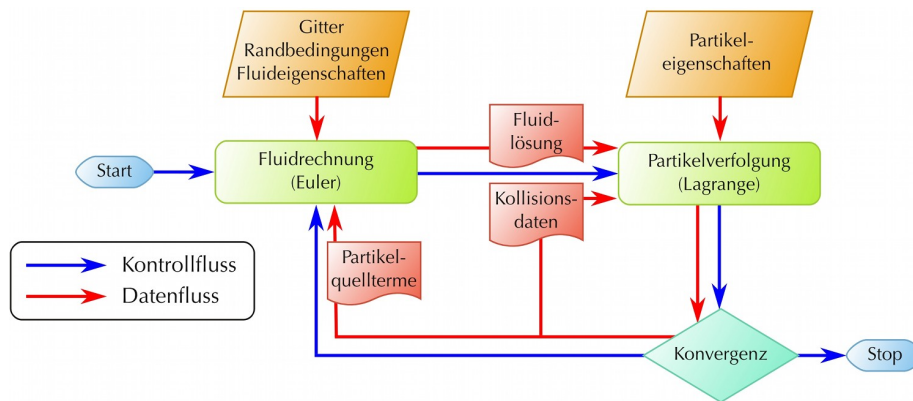 Gitter
Randbedingungen
Fluideigenschaften
Partikel-
eigenschaften
Fluid-
lösung
Start
Fluidrechnung
(Euler)
Partikelverfolgung
(Lagrange)
Kollisions-
daten
Partikel-
quellterme
Kontrollfluss
Datenfluss
Konvergenz
Stop